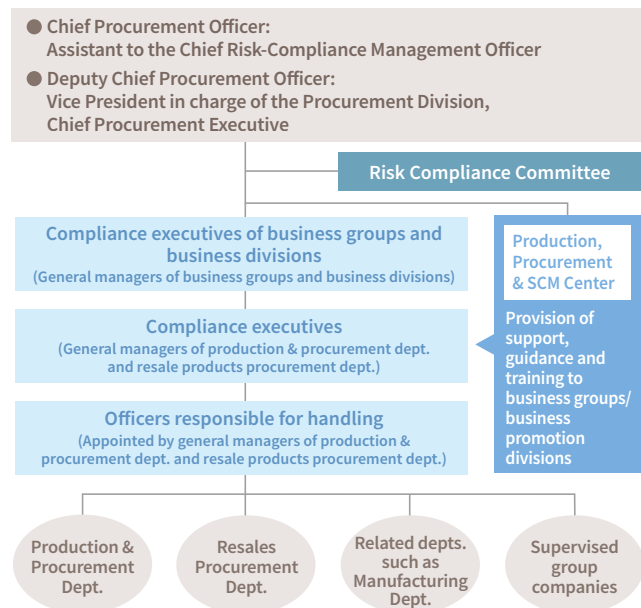 ● Chief Procurement Officer:
Assistant to the Chief Risk-Compliance Management Officer
● Deputy Chief Procurement Officer:
Vice President in charge of the Procurement Division,
Chief Procurement Executive
Risk Compliance Committee
Compliance executives of business groups and
business divisions
(General managers of business groups and business divisions)
Compliance executives
(General managers of production & procurement dept.
and resale products procurement dept.)
Officers responsible for handling
(Appointed by general managers of production &
procurement dept. and resale products procurement dept.)
Production,
Procurement
& SCM Center
Provision of
support,
guidance and
training to
business groups/
business
promotion
divisions
Production &
Procurement
Dept.
Resales
Procurement
Dept.
Related depts.
such as
Manufacturing
Dept.
Supervised
group
companies